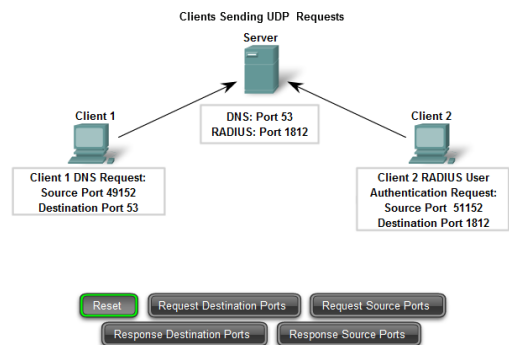 Clients Sending UDP Requests
Server
Client 1
DNS: Port 53
RADIUS: Port 1812
Client 2
Client 1 DNS Request:
Source Port 49152
Destination Port 53
Client 2 RADIUS User
Authentication Request:
Source Port 51152
Destination Port 1812
Reset
Request Destination Ports
Request Source Ports
Response Destination Ports
Response Source Ports